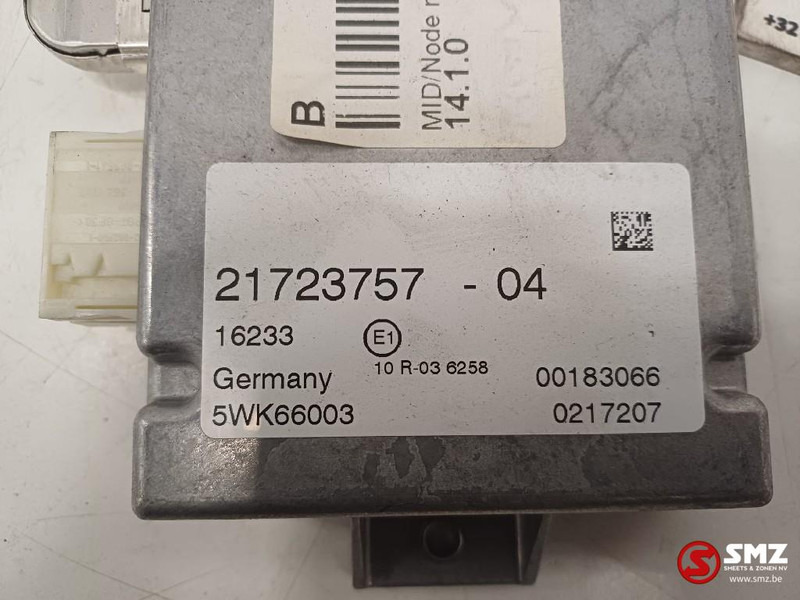 +32
B
MID/Node
14.1.0
21723757 - 04
16233 E1
10 R-03 6258
Germany 00183066
5WK66003 0217207
SMZ
SMEETS & ZONEN NV
www.smz.be